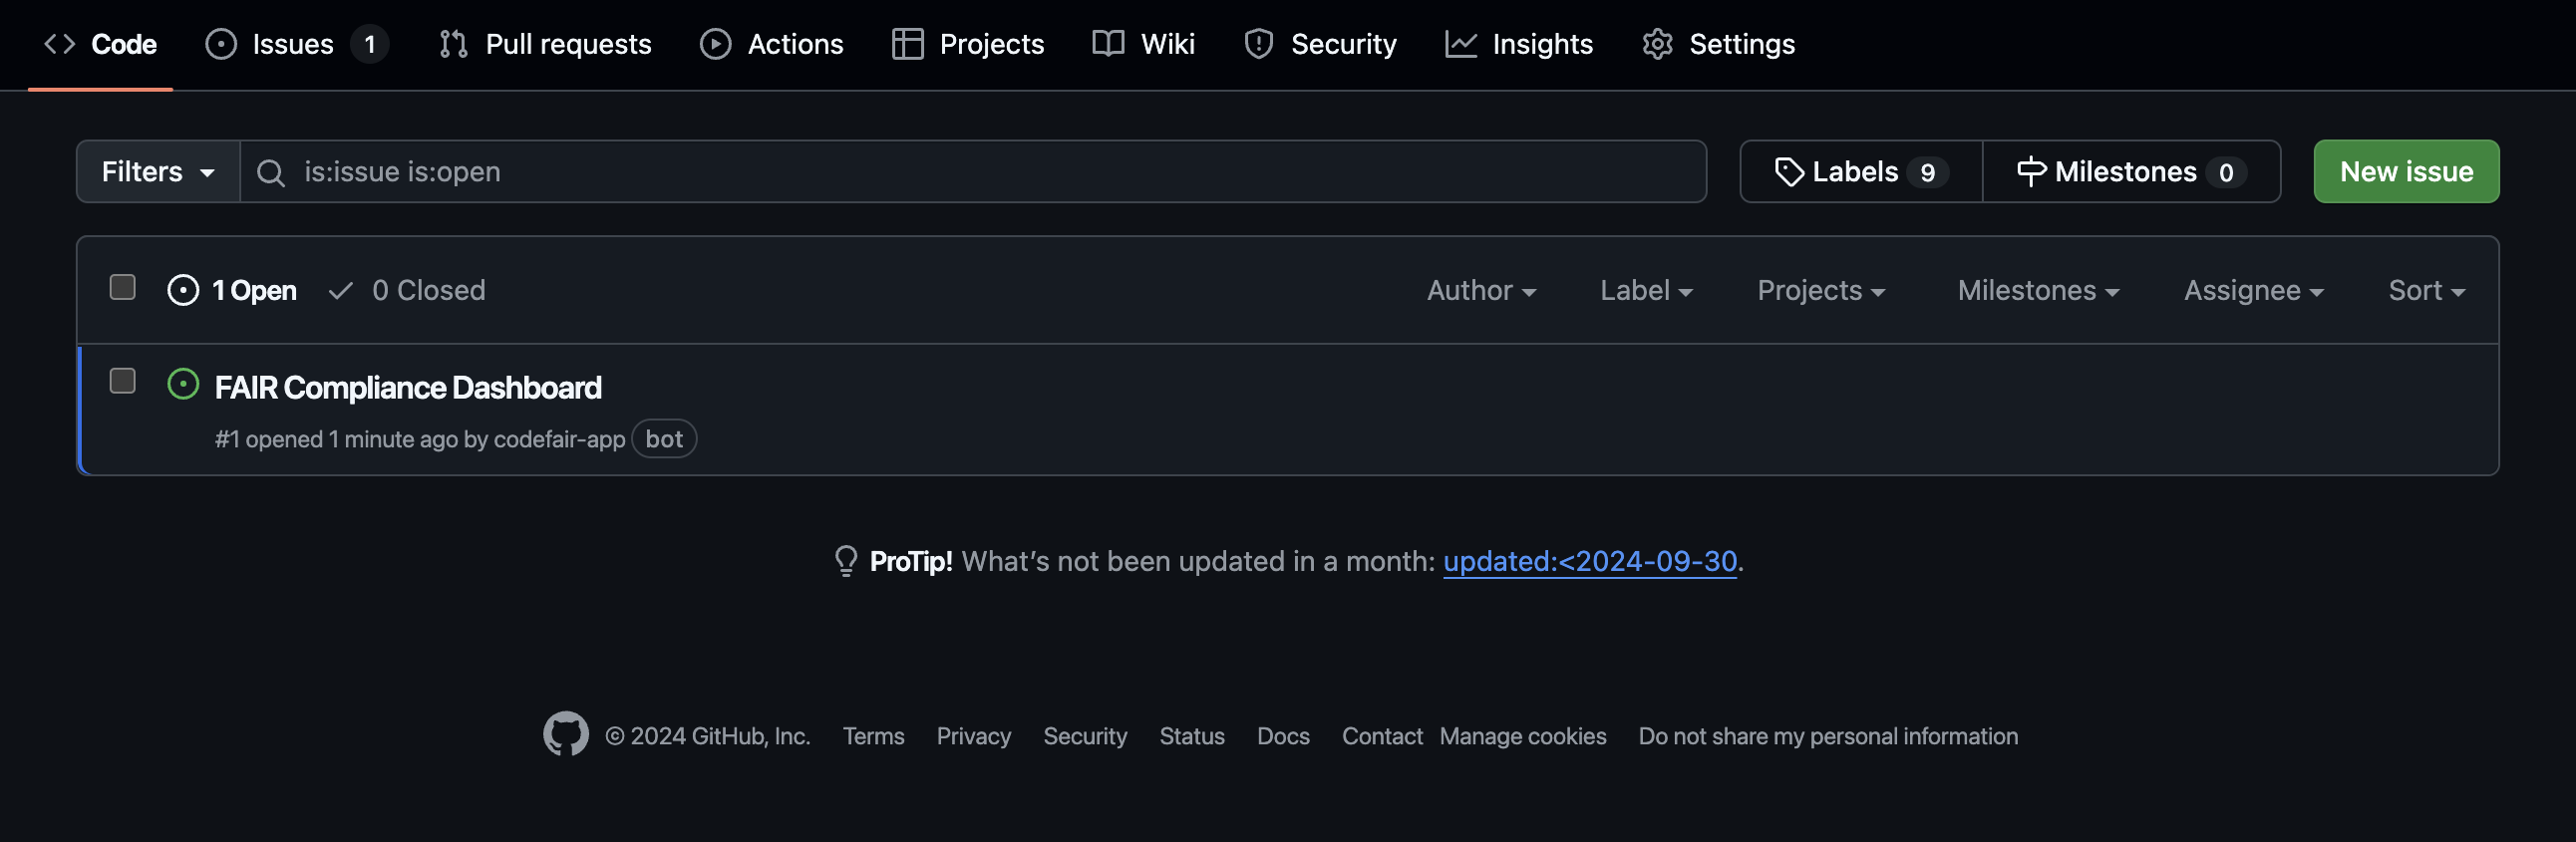 Code Issues 1 Pull requests Actions Projects Wiki Security Insights Settings
Filters is:issue is:open Labels 9 Milestones 0 New issue
1 Open 0 Closed Author Label Projects Milestones Assignee Sort
FAIR Compliance Dashboard
#1 opened 1 minute ago by codefair-app bot
ProTip! What’s not been updated in a month: updated:<2024-09-30.
© 2024 GitHub, Inc. Terms Privacy Security Status Docs Contact Manage cookies Do not share my personal information